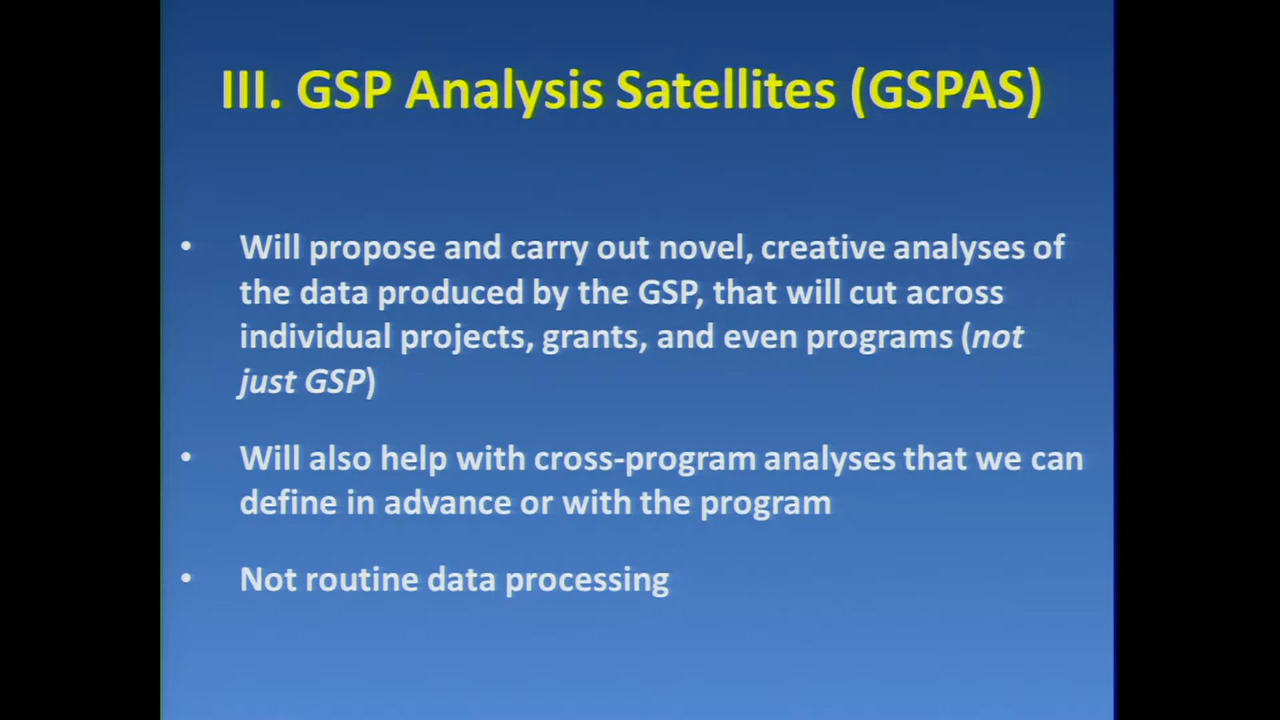 III. GSP Analysis Satellites (GSPAS)
• Will propose and carry out novel, creative analyses of
the data produced by the GSP, that will cut across
individual projects, grants, and even programs (not
just GSP)
• Will also help with cross-program analyses that we can
define in advance or with the program
• Not routine data processing